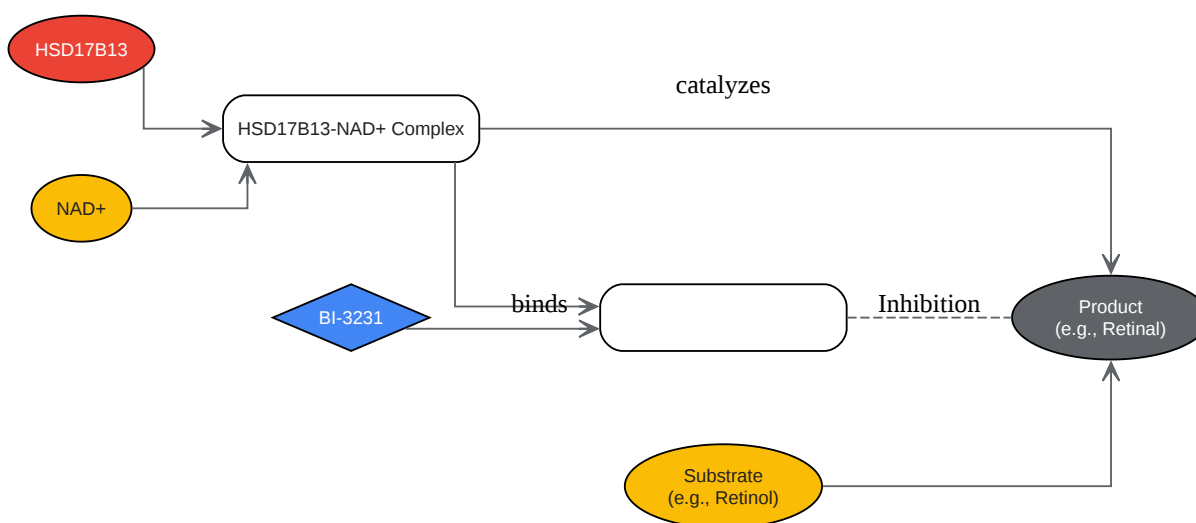 HSD17B13
catalyzes
HSD17B13-NAD+ Complex
NAD+
BI-3231
binds
Inhibition
Product
(e.g., Retinal)
Substrate
(e.g., Retinol)